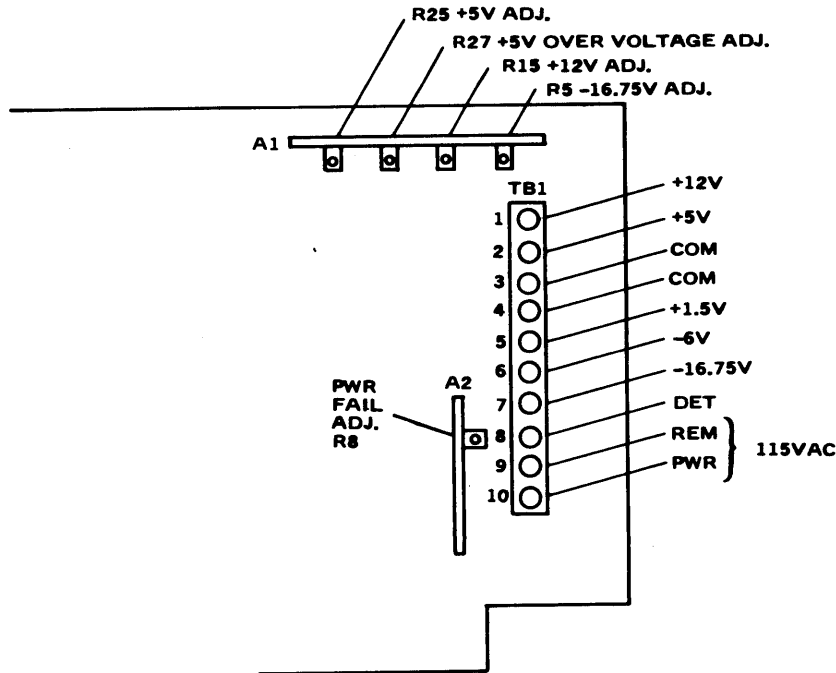 R25 +5V ADJ.
R27 +5V OVER VOLTAGE ADJ.
R15 +12V ADJ.
R5 -16.75V ADJ.
A1
TB1
1 +12V
2 +5V
3 COM
4 COM
5 +1.5V
6 -6V
7 -16.75V
8 DET
9 REM
10 PWR
115VAC
A2
PWR
FAIL
ADJ.
R8